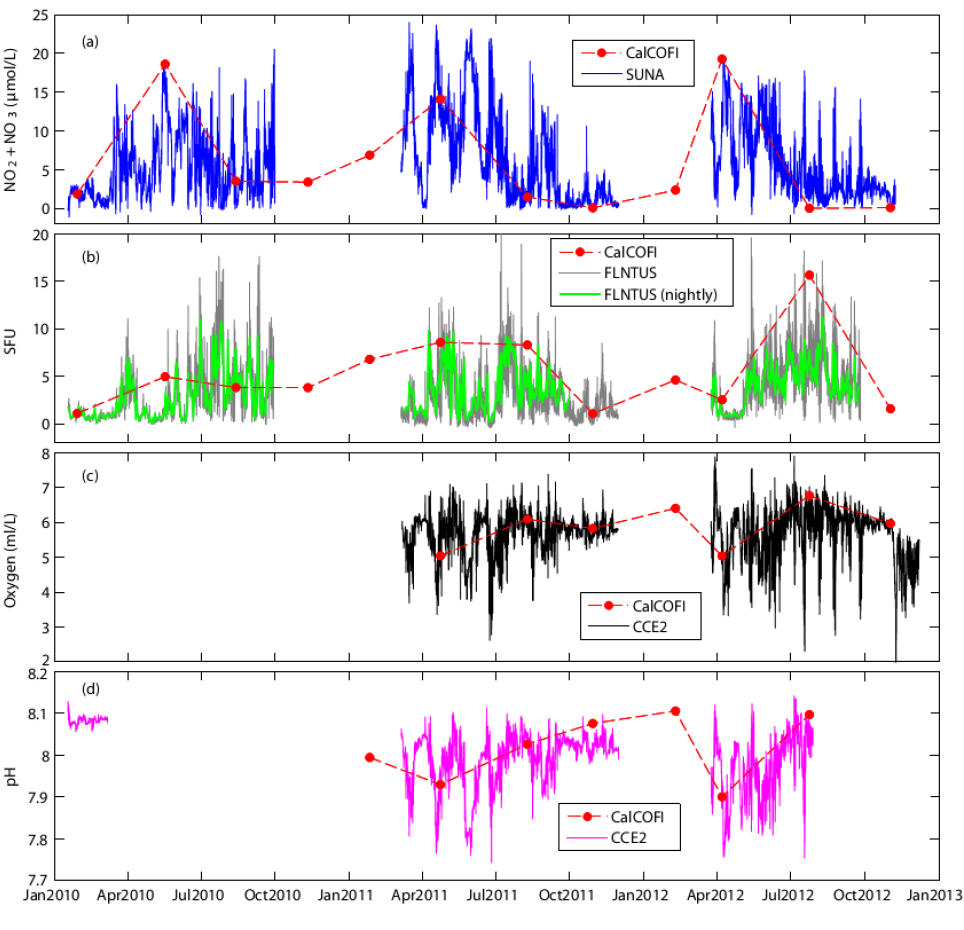 25
20
15
10
5
0
NO 2 + NO 3 (μmol/L)
(a)
CalCOFI
SUNA
20
15
10
5
0
SFU
(b)
CalCOFI
FLNTUS
FLNTUS (nightly)
8
7
6
5
4
3
2
Oxygen (ml/L)
(c)
CalCOFI
CCE2
8.2
8.1
8
7.9
7.8
7.7
pH
(d)
CalCOFI
CCE2
Jan2010 Apr2010 Jul2010 Oct2010 Jan2011 Apr2011 Jul2011 Oct2011 Jan2012 Apr2012 Jul2012 Oct2012 Jan2013